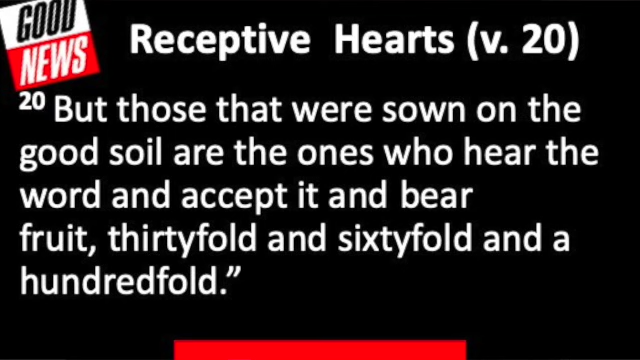 GOOD
NEWS
Receptive Hearts (v. 20)
20 But those that were sown on the
good soil are the ones who hear the
word and accept it and bear
fruit, thirtyfold and sixtyfold and a
hundredfold.”